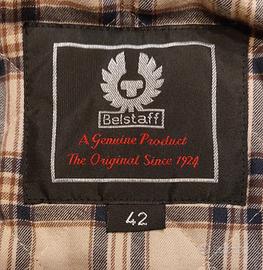 Belstaff
A Genuine Product
The Original Since 1924
42